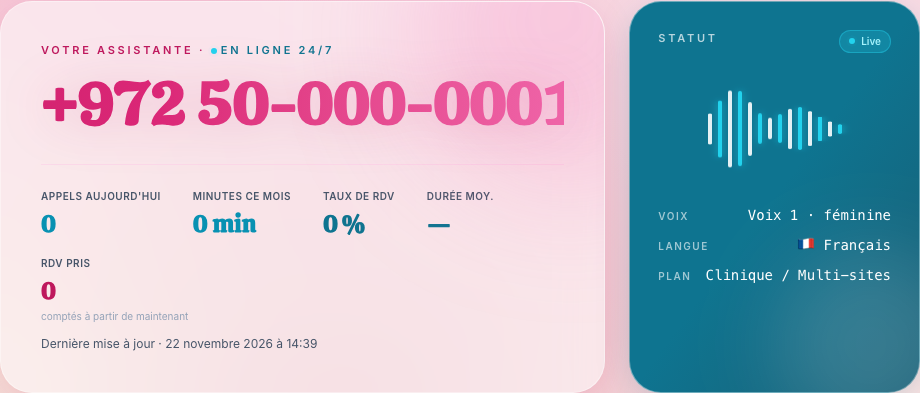 VOTRE ASSISTANTE · EN LIGNE 24/7
+972 50-000-0001
APPELS AUJOURD'HUI
0
MINUTES CE MOIS
0 min
TAUX DE RDV
0 %
DURÉE MOY.
—
RDV PRIS
0
comptés à partir de maintenant
Dernière mise à jour · 22 novembre 2026 à 14:39
STATUT
Live
VOIX
Voix 1 · féminine
LANGUE
Français
PLAN
Clinique / Multi-sites